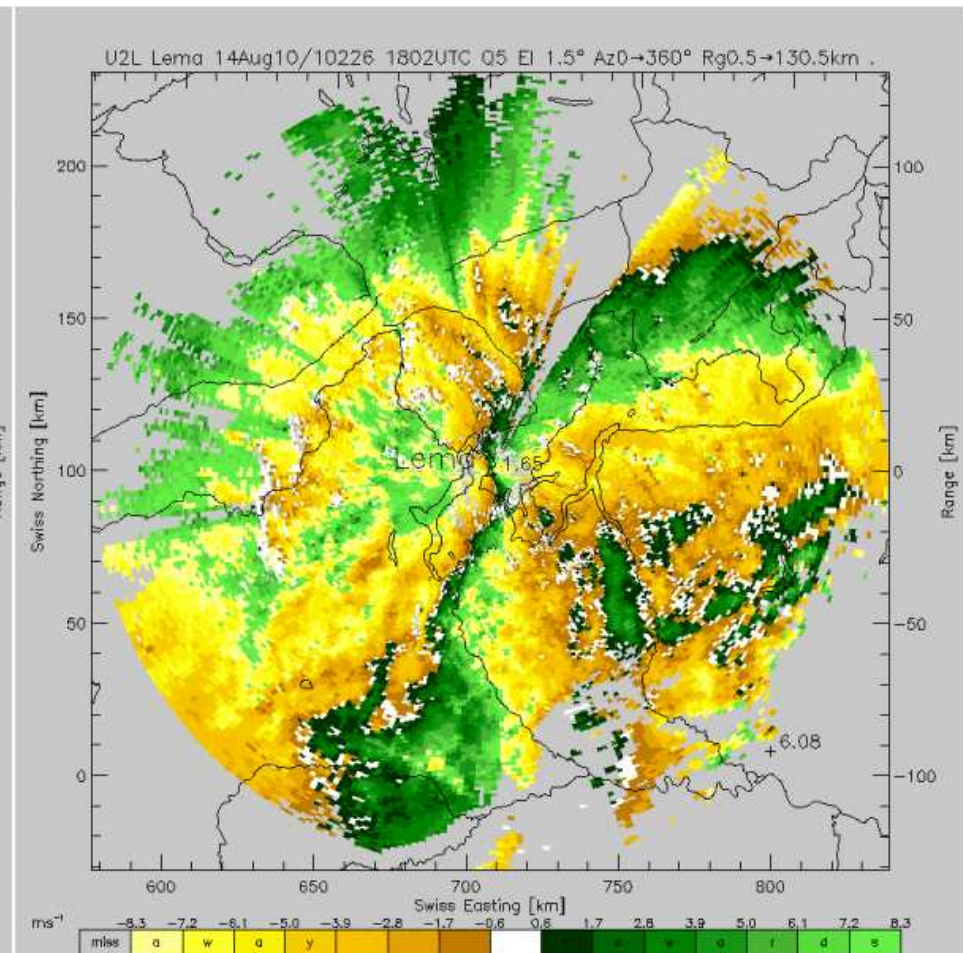 U2L Lema 14Aug10/10226 1802UTC Q5 El 1.5° Az0→360° Rg0.5→130.5km .
200
150
100
50
0
Swiss Northing [km]
100
50
0
-50
-100
Range [km]
Lema
1.65
6.08
600 650 700 750 800
Swiss Easting [km]
ms⁻¹ -8.3 -7.2 -6.1 -5.0 -3.9 -2.8 -1.7 -0.6 0.6 1.7 2.8 3.9 5.0 6.1 7.2 8.3
miss a w a y o w a r d s